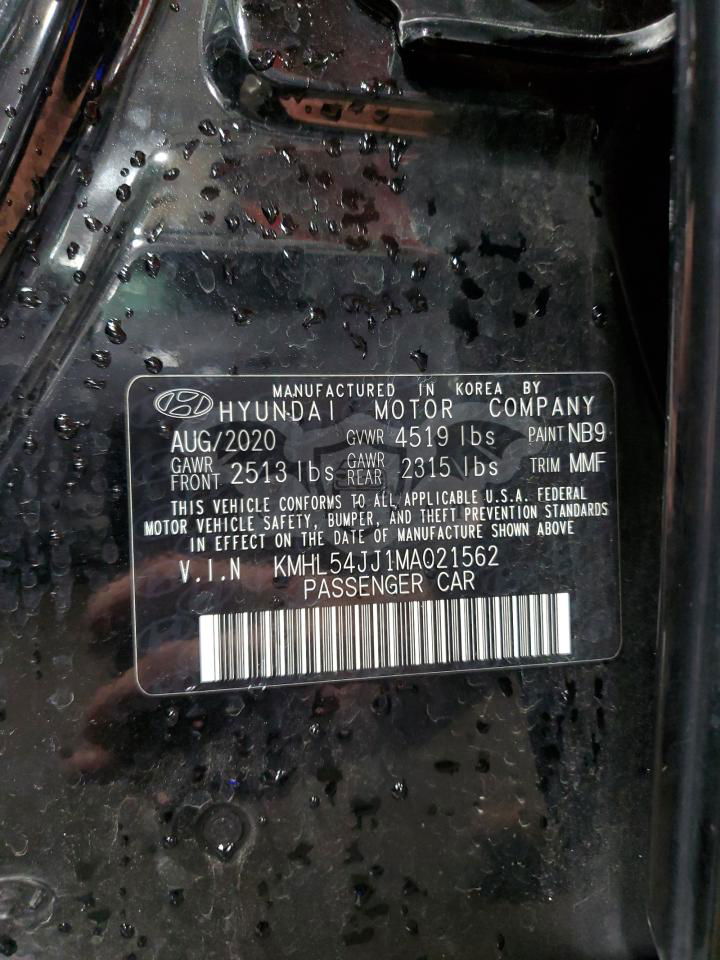 MANUFACTURED IN KOREA BY
HYUNDAI MOTOR COMPANY
AUG/2020 GVWR 4519 lbs PAINT NB9
GAWR FRONT 2513 lbs GAWR REAR 2315 lbs TRIM MMF
THIS VEHICLE CONFORMS TO ALL APPLICABLE U.S.A. FEDERAL
MOTOR VEHICLE SAFETY, BUMPER, AND THEFT PREVENTION STANDARDS
IN EFFECT ON THE DATE OF MANUFACTURE SHOWN ABOVE
V.I.N KMHL54JJ1MA021562
PASSENGER CAR